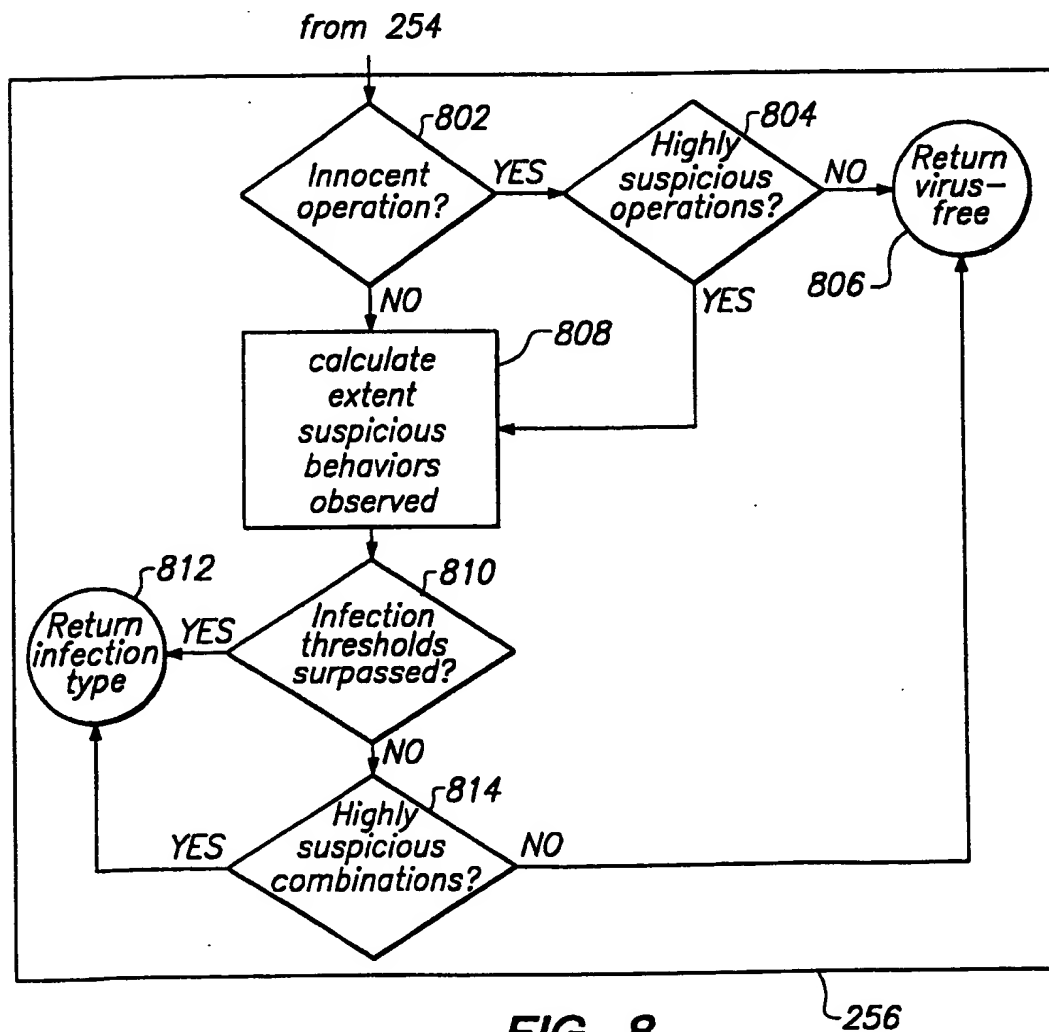 from 254
802
Innocent
operation?
YES
804
Highly
suspicious
operations?
NO
Return
virus-
free
806
NO
YES
808
calculate
extent
suspicious
behaviors
observed
810
Infection
thresholds
surpassed?
YES
812
Return
infection
type
NO
814
Highly
suspicious
combinations?
YES
NO
256
FIG. 8